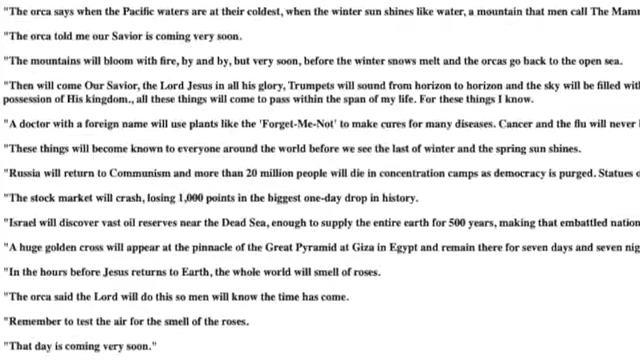 "The orca says when the Pacific waters are at their coldest, when the winter sun shines like water, a mountain that men call The
"The orca told me our Savior is coming very soon.
"The mountains will bloom with fire, by and by, but very soon, before the winter snows melt and the orcas go back to the open sea.
"Then will come Our Savior, the Lord Jesus in all his glory, Trumpets will sound from horizon to horizon and the sky will be filled
possession of His kingdom., all these things will come to pass within the span of my life. For these things I know.
"A doctor with a foreign name will use plants like the 'Forget-Me-Not' to make cures for many diseases. Cancer and the flu will never
"These things will become known to everyone around the world before we see the last of winter and the spring sun shines.
"Russia will return to Communism and more than 20 million people will die in concentration camps as democracy is purged. Statues
"The stock market will crash, losing 1,000 points in the biggest one-day drop in history.
"Israel will discover vast oil reserves near the Dead Sea, enough to supply the entire earth for 500 years, making that embattled nation
"A huge golden cross will appear at the pinnacle of the Great Pyramid at Giza in Egypt and remain there for seven days and seven
"In the hours before Jesus returns to Earth, the whole world will smell of roses.
"The orca said the Lord will do this so men will know the time has come.
"Remember to test the air for the smell of the roses.
"That day is coming very soon."